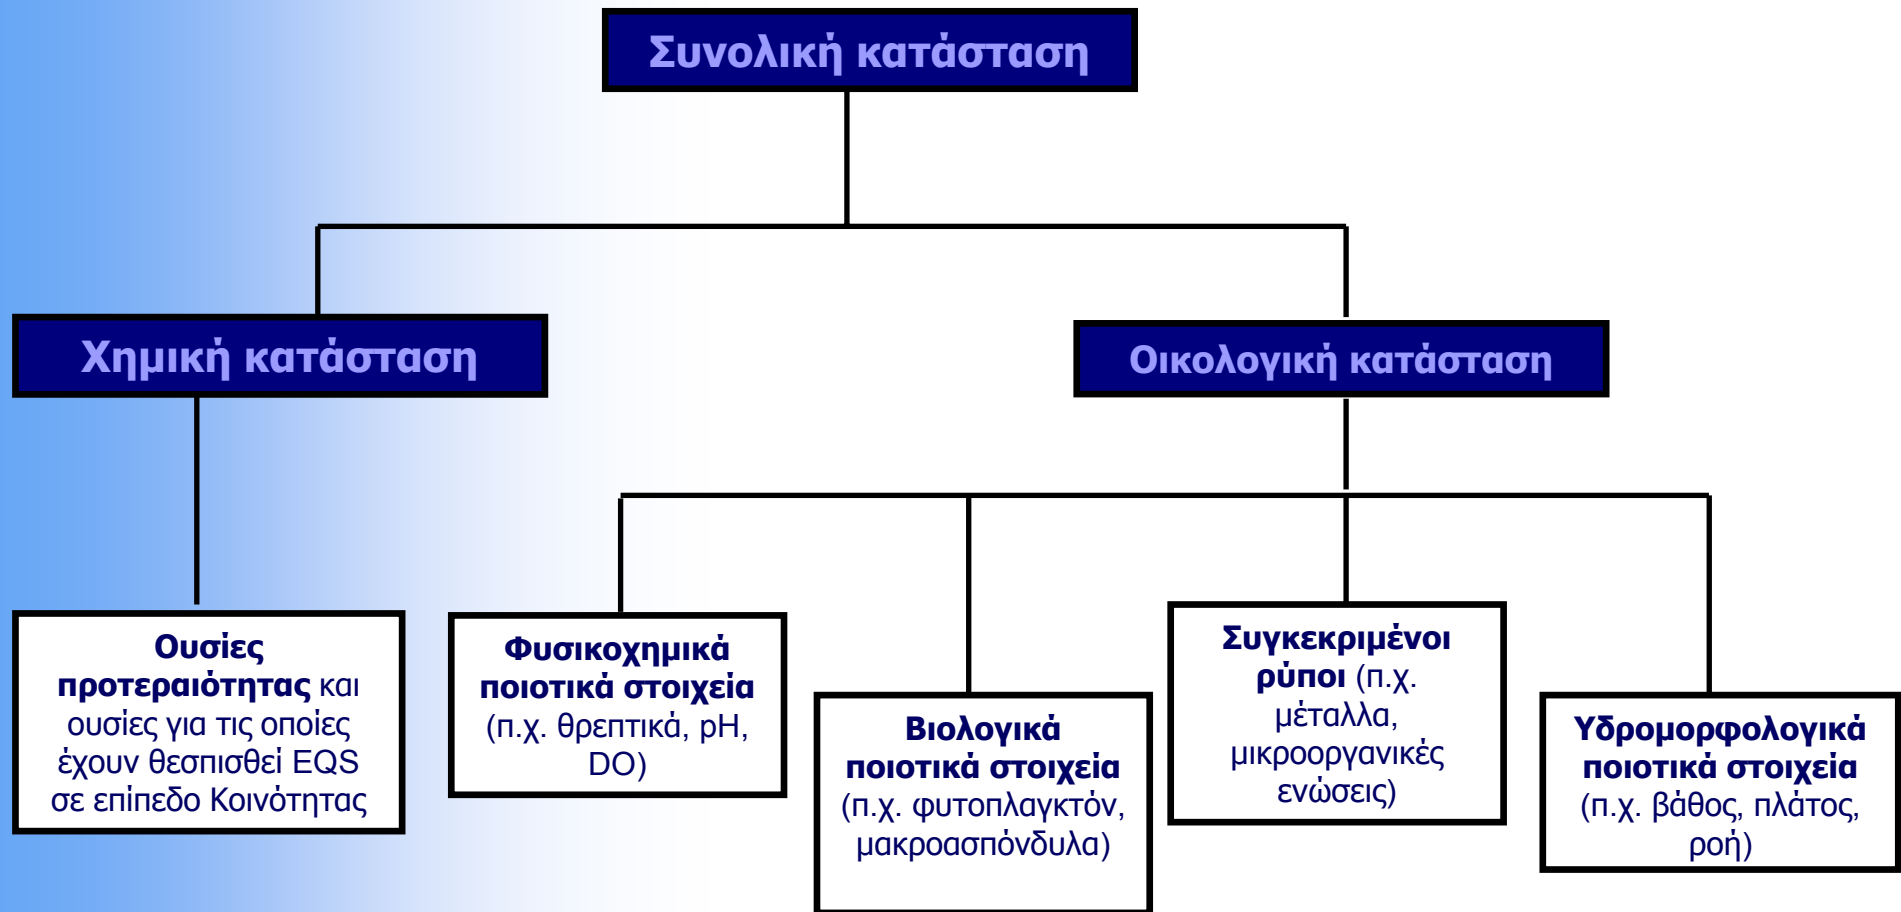 Συνολική κατάσταση
Χημική κατάσταση
Οικολογική κατάσταση
Ουσίες
προτεραιότητας και
ουσίες για τις οποίες
έχουν θεσπισθεί EQS
σε επίπεδο Κοινότητας
Φυσικοχημικά
ποιοτικά στοιχεία
(π.χ. θρεπτικά, pH,
DO)
Βιολογικά
ποιοτικά στοιχεία
(π.χ. φυτοπλαγκτόν,
μακροασπόνδυλα)
Συγκεκριμένοι
ρύποι (π.χ.
μέταλλα,
μικροοργανικές
ενώσεις)
Υδρομορφολογικά
ποιοτικά στοιχεία
(π.χ. βάθος, πλάτος,
ροή)